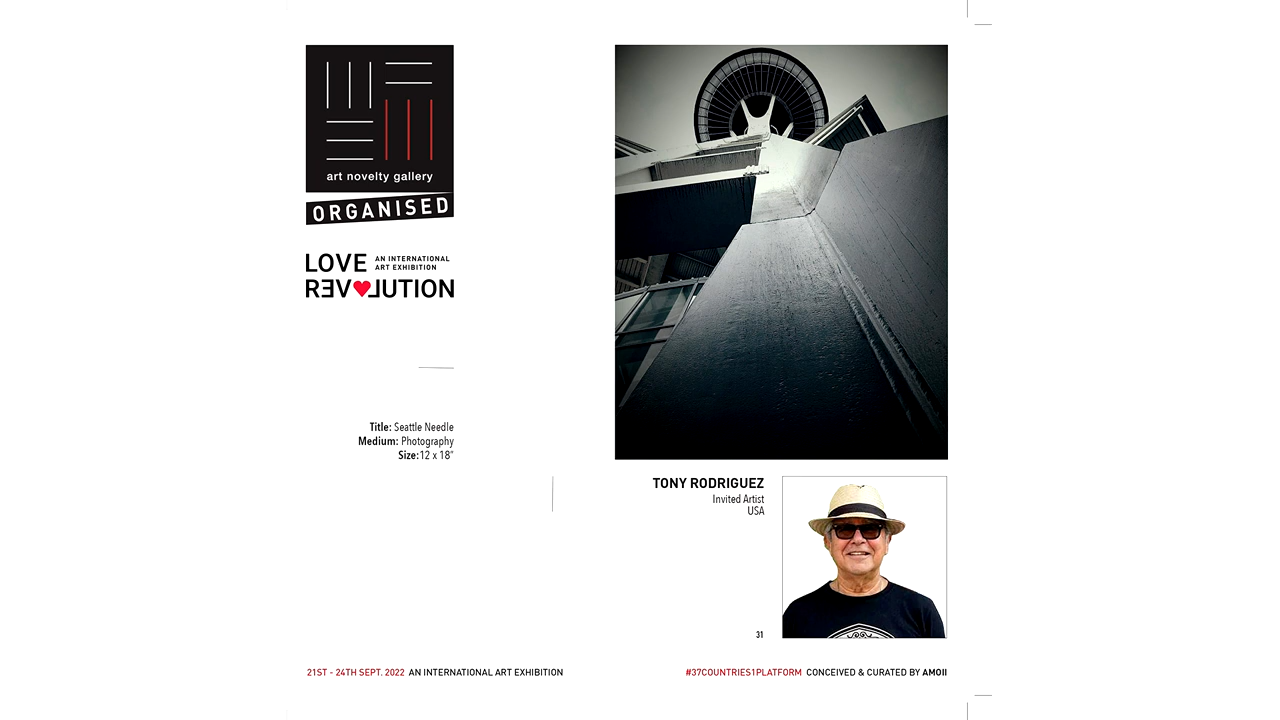 art novelty gallery
ORGANISED
LOVE AN INTERNATIONAL
ART EXHIBITION
REV♥LUTION
Title: Seattle Needle
Medium: Photography
Size:12 x 18"
TONY RODRIGUEZ
Invited Artist
USA
31
21ST - 24TH SEPT. 2022 AN INTERNATIONAL ART EXHIBITION
#37COUNTRIES1PLATFORM CONCEIVED & CURATED BY AMOII